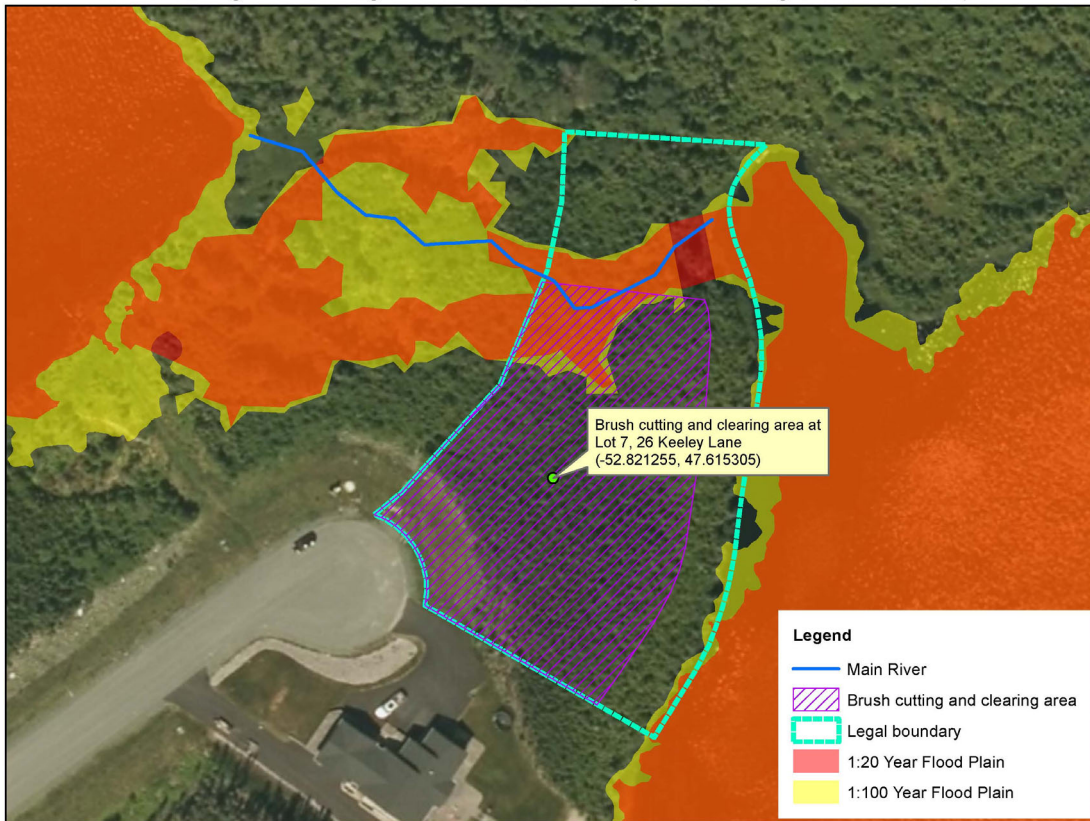 Brush cutting and clearing area at
Lot 7, 26 Keeley Lane
(-52.821255, 47.615305)
Legend
Main River
Brush cutting and clearing area
Legal boundary
1:20 Year Flood Plain
1:100 Year Flood Plain